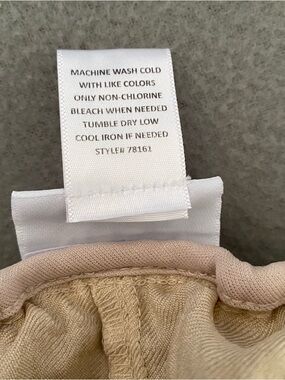 MACHINE WASH COLD
WITH LIKE COLORS
ONLY NON-CHLORINE
BLEACH WHEN NEEDED
TUMBLE DRY LOW
COOL IRON IF NEEDED
STYLE# 78161